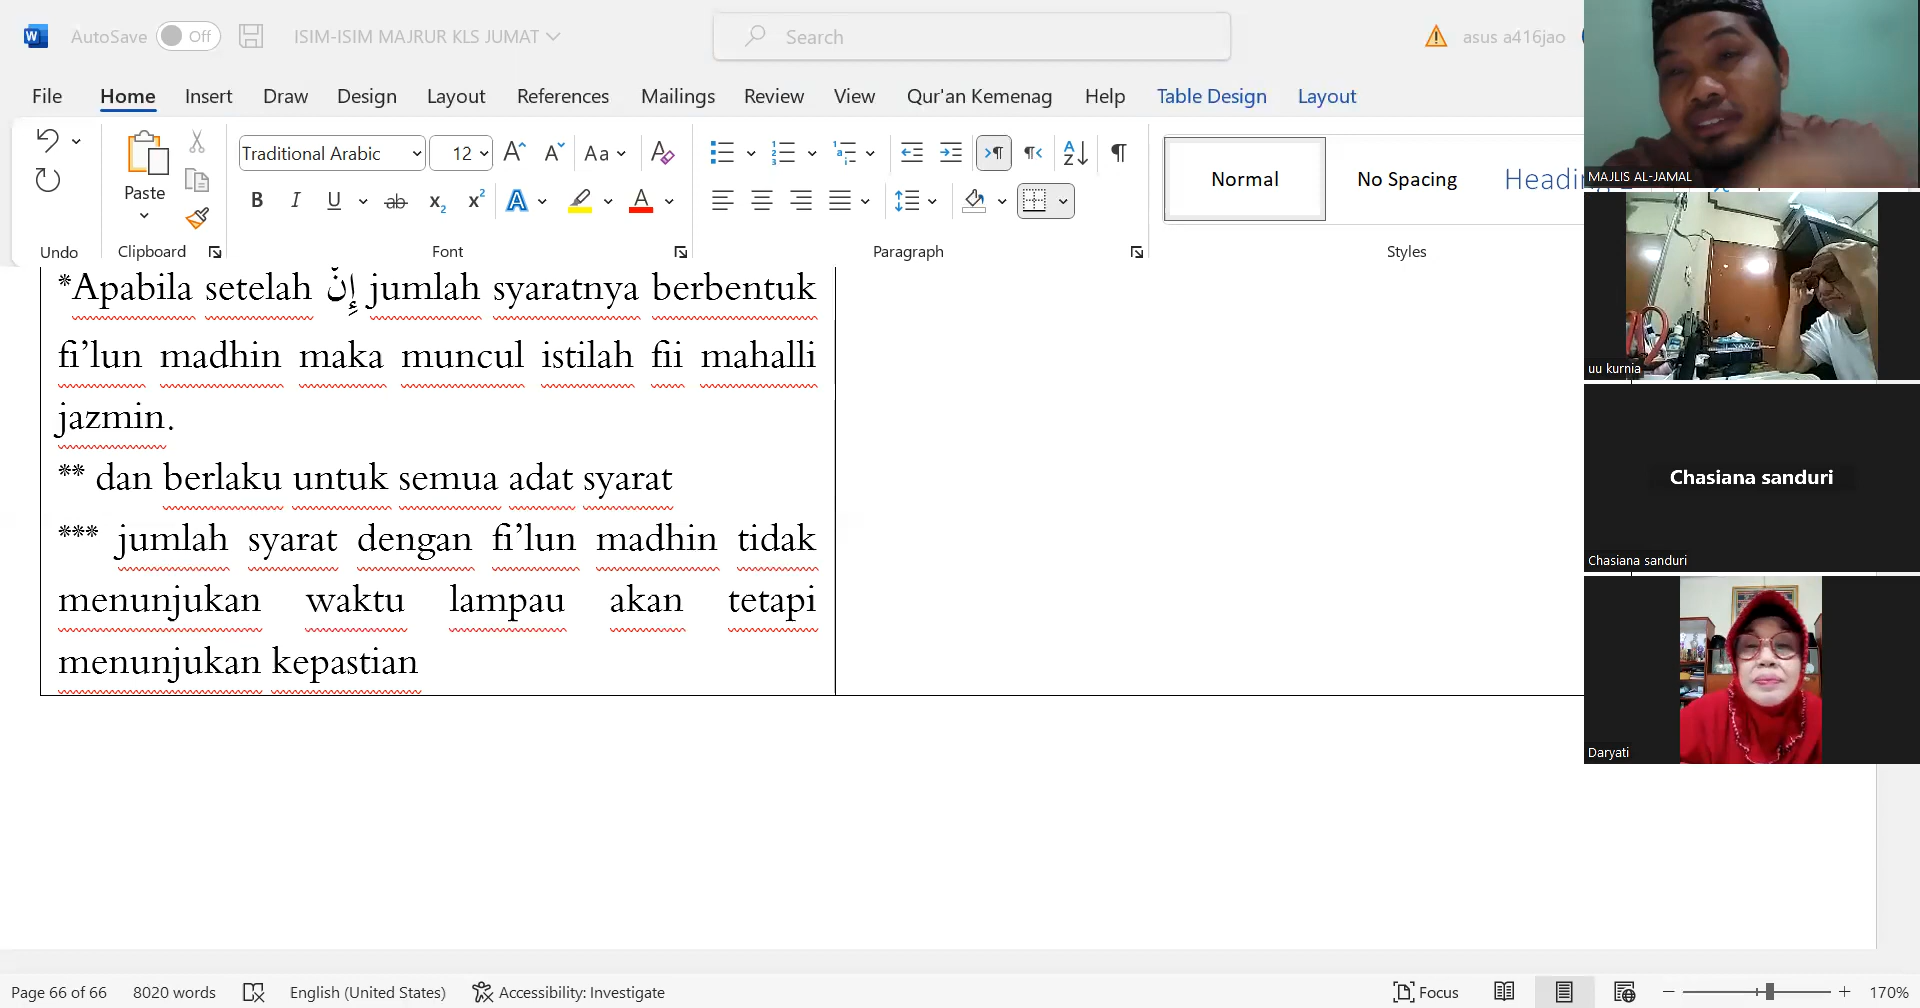 AutoSave Off ISIM-ISIM MAJRUR KLS JUMAT Search asus a416jao
File Home Insert Draw Design Layout References Mailings Review View Qur'an Kemenag Help Table Design Layout
Traditional Arabic 12
Paste
Normal No Spacing
Undo Clipboard Font Paragraph Styles
*Apabila setelah إِنْ jumlah syaratnya berbentuk
fi’lun madhin maka muncul istilah fii mahalli
jazmin.
** dan berlaku untuk semua adat syarat
*** jumlah syarat dengan fi’lun madhin tidak
menunjukan waktu lampau akan tetapi
menunjukan kepastian
MAJLIS AL-JAMAL
uu kurnia
Chasiana sanduri
Chasiana sanduri
Daryati
Page 66 of 66 8020 words English (United States) Accessibility: Investigate Focus 170%